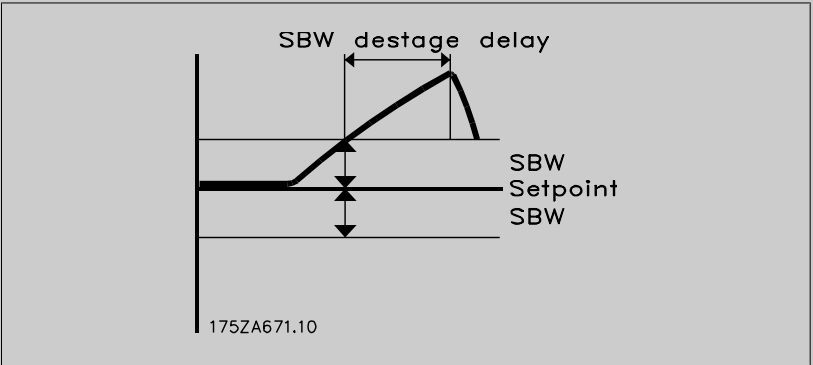 SBW destage delay
SBW
Setpoint
SBW
175ZA671.10